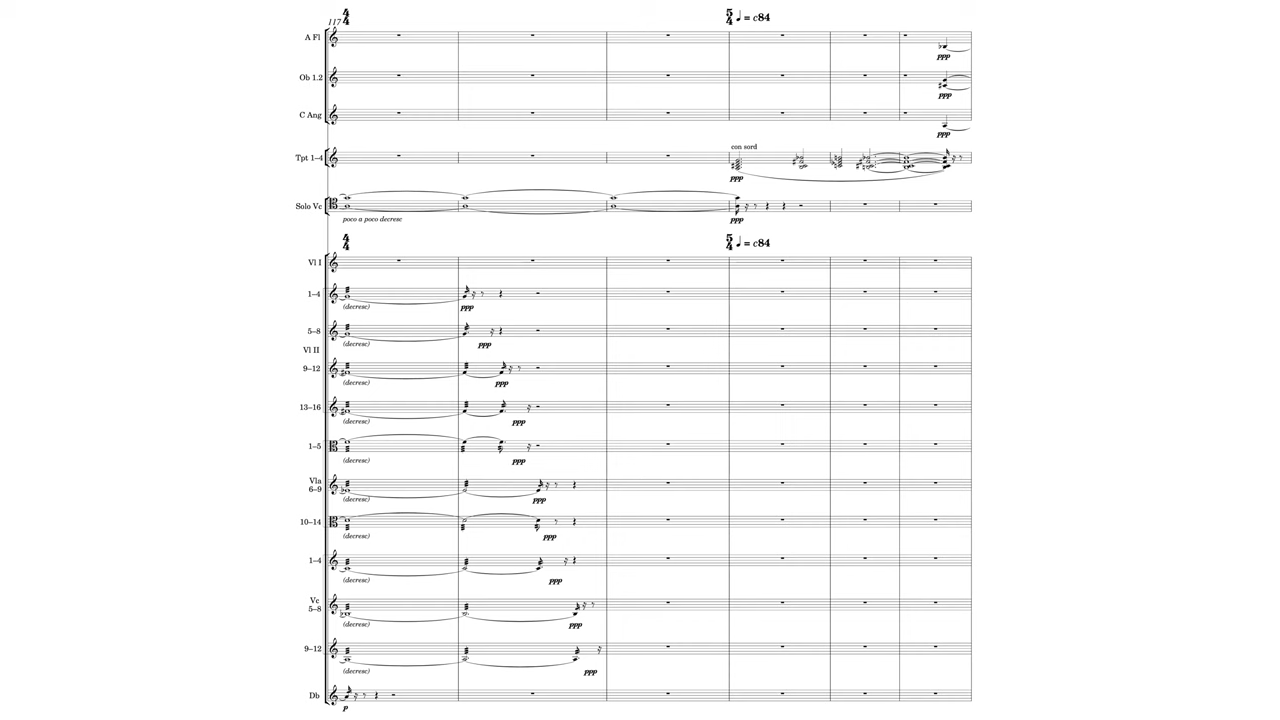 117
4
4
5
4
♩ = c84
A Fl
ppp
Ob 1.2
ppp
C Ang
ppp
con sord
Tpt 1–4
ppp
Solo Vc
poco a poco decresc
ppp
4
4
5
4
♩ = c84
Vl I
1–4
(decresc)
ppp
5–8
(decresc)
ppp
Vl II
9–12
(decresc)
ppp
13–16
(decresc)
ppp
1–5
(decresc)
ppp
Vla
6–9
(decresc)
ppp
10–14
(decresc)
ppp
1–4
(decresc)
ppp
Vc
5–8
(decresc)
ppp
9–12
(decresc)
ppp
Db
p